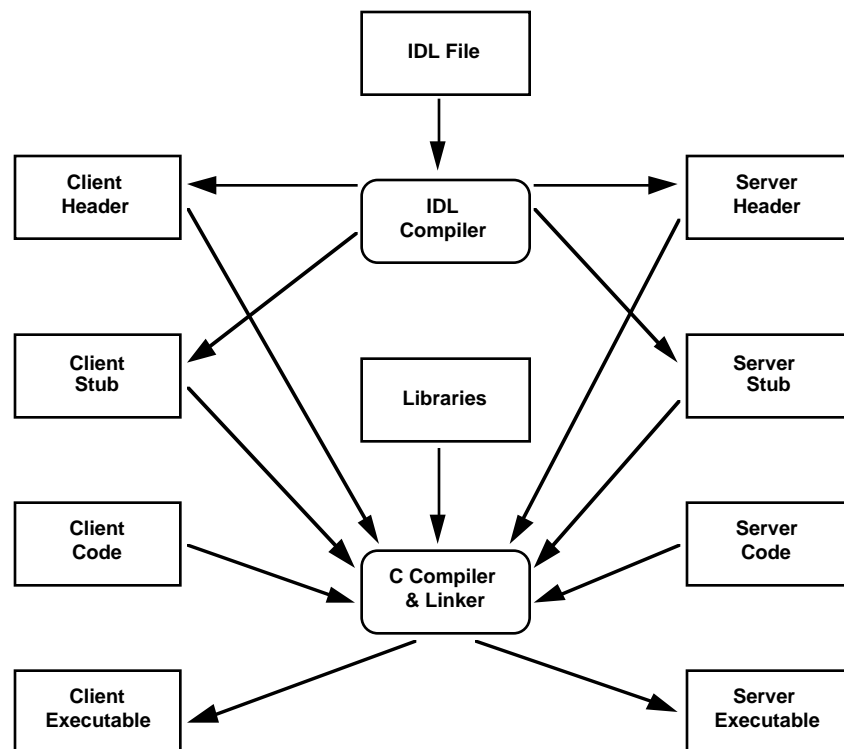 IDL File
Client
Header
IDL
Compiler
Server
Header
Client
Stub
Libraries
Server
Stub
Client
Code
C Compiler
& Linker
Server
Code
Client
Executable
Server
Executable